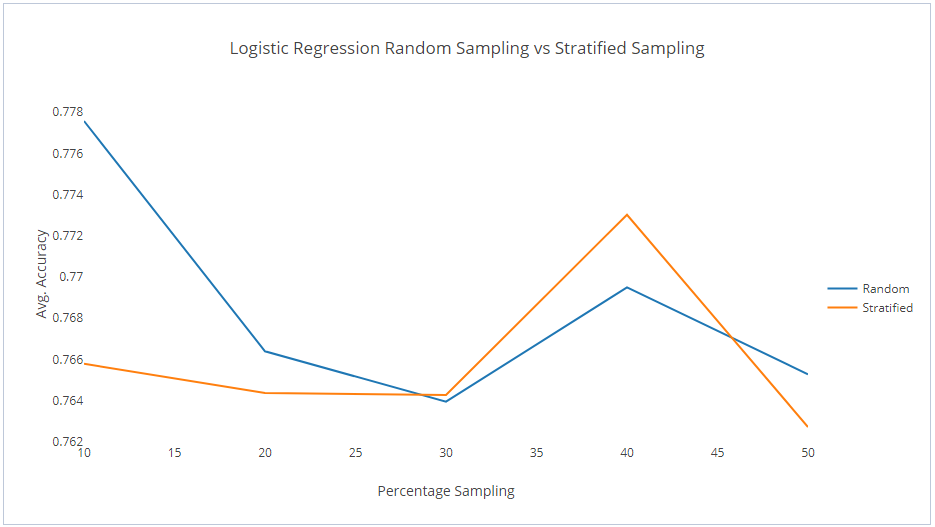 Logistic Regression Random Sampling vs Stratified Sampling
0.778
0.776
0.774
0.772
0.77
0.768
0.766
0.764
0.762
Avg. Accuracy
10 15 20 25 30 35 40 45 50
Percentage Sampling
Random
Stratified